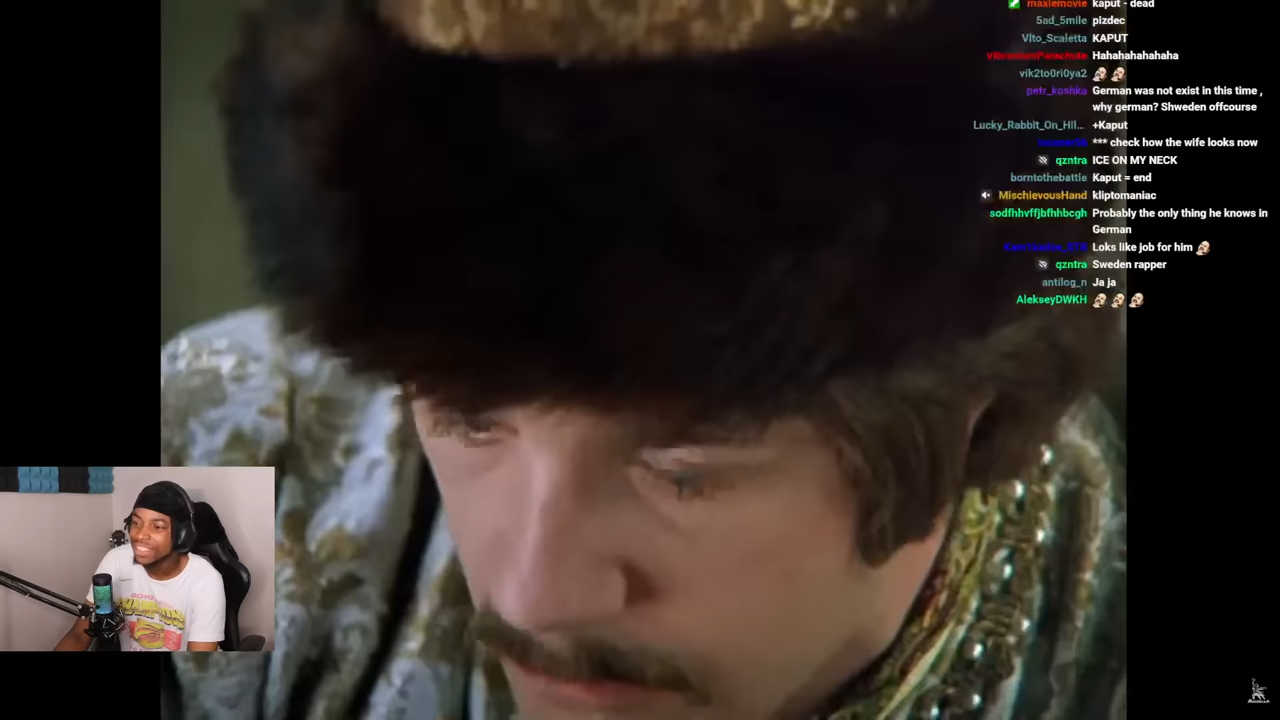 maxlemovie kaput - dead
5ad_5mile pizdec
Vito_Scaletta KAPUT
Hahahahahahaha
vik2to0ri0ya2
petr_koshka German was not exist in this time ,
why german? Shweden offcourse
Lucky_Rabbit_On_Hil... +Kaput
*** check how the wife looks now
qzntra ICE ON MY NECK
borntothebattle Kaput = end
MischievousHand kliptomaniac
sodfhhvffjbfhhbcgh Probably the only thing he knows in
German
Loks like job for him
qzntra Sweden rapper
antilog_n Ja ja
AlekseyDWKH